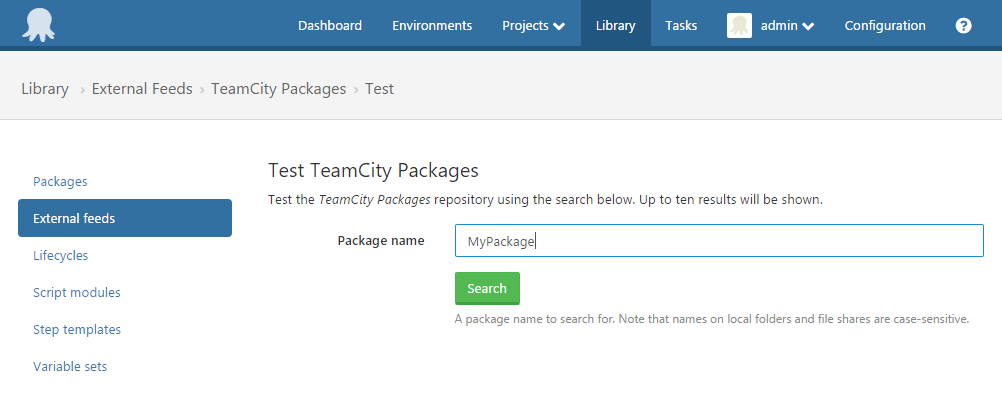 Dashboard Environments Projects Library Tasks admin Configuration ?
Library › External Feeds › TeamCity Packages › Test
Packages
External feeds
Lifecycles
Script modules
Step templates
Variable sets
Test TeamCity Packages
Test the TeamCity Packages repository using the search below. Up to ten results will be shown.
Package name MyPackage
Search
A package name to search for. Note that names on local folders and file shares are case-sensitive.